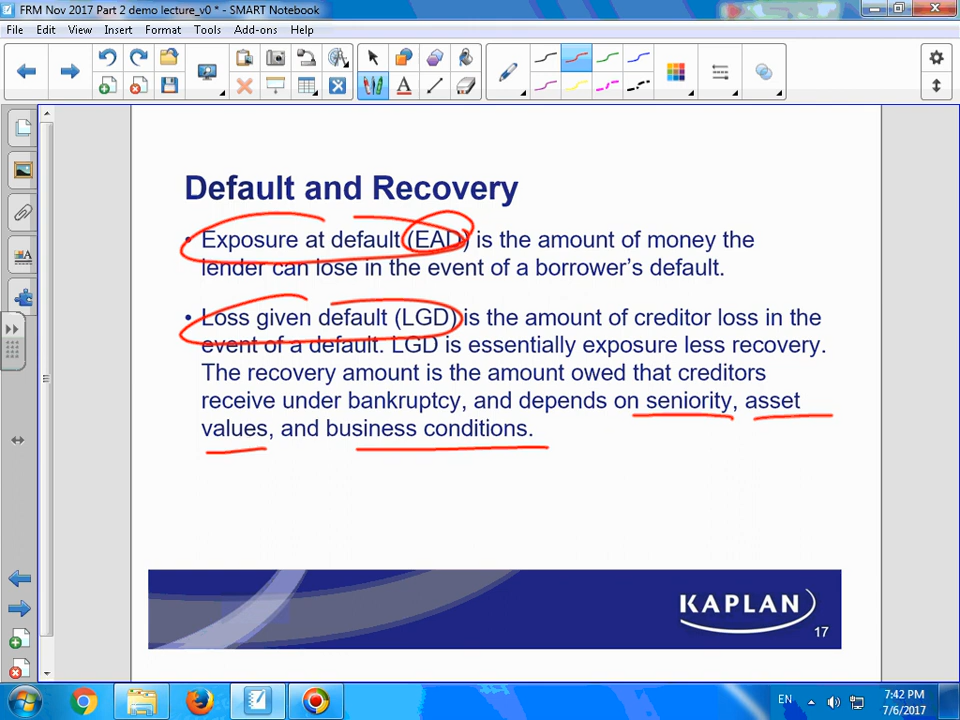 FRM Nov 2017 Part 2 demo lecture_v0 * - SMART Notebook
File Edit View Insert Format Tools Add-ons Help
Default and Recovery
• Exposure at default (EAD) is the amount of money the
lender can lose in the event of a borrower's default.
• Loss given default (LGD) is the amount of creditor loss in the
event of a default. LGD is essentially exposure less recovery.
The recovery amount is the amount owed that creditors
receive under bankruptcy, and depends on seniority, asset
values, and business conditions.
KAPLAN
17
EN
7:42 PM
7/6/2017